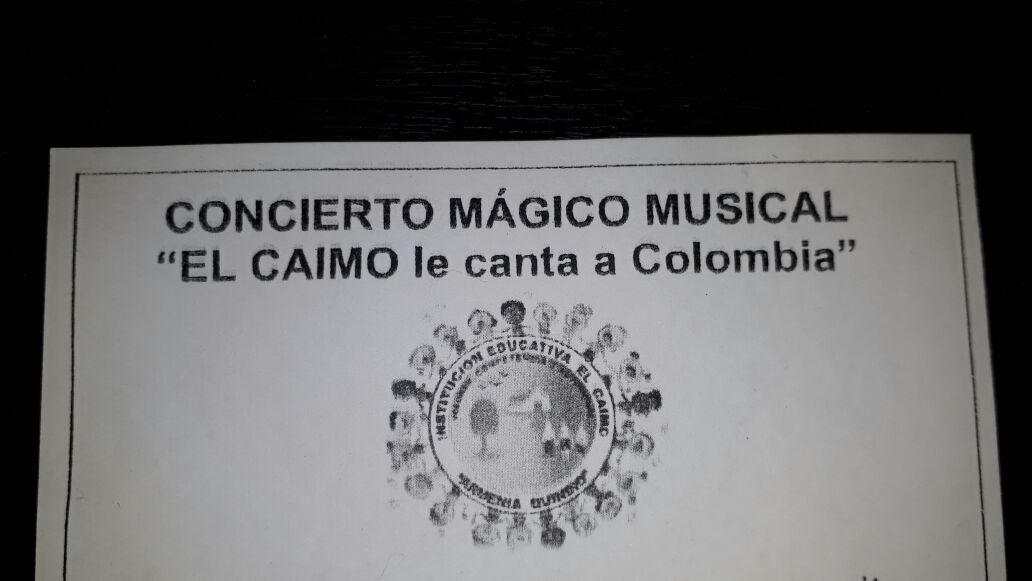 CONCIERTO MÁGICO MUSICAL
“EL CAIMO le canta a Colombia”
INSTITUCION EDUCATIVA EL CAIMO
"ARMENIA QUINDIO"